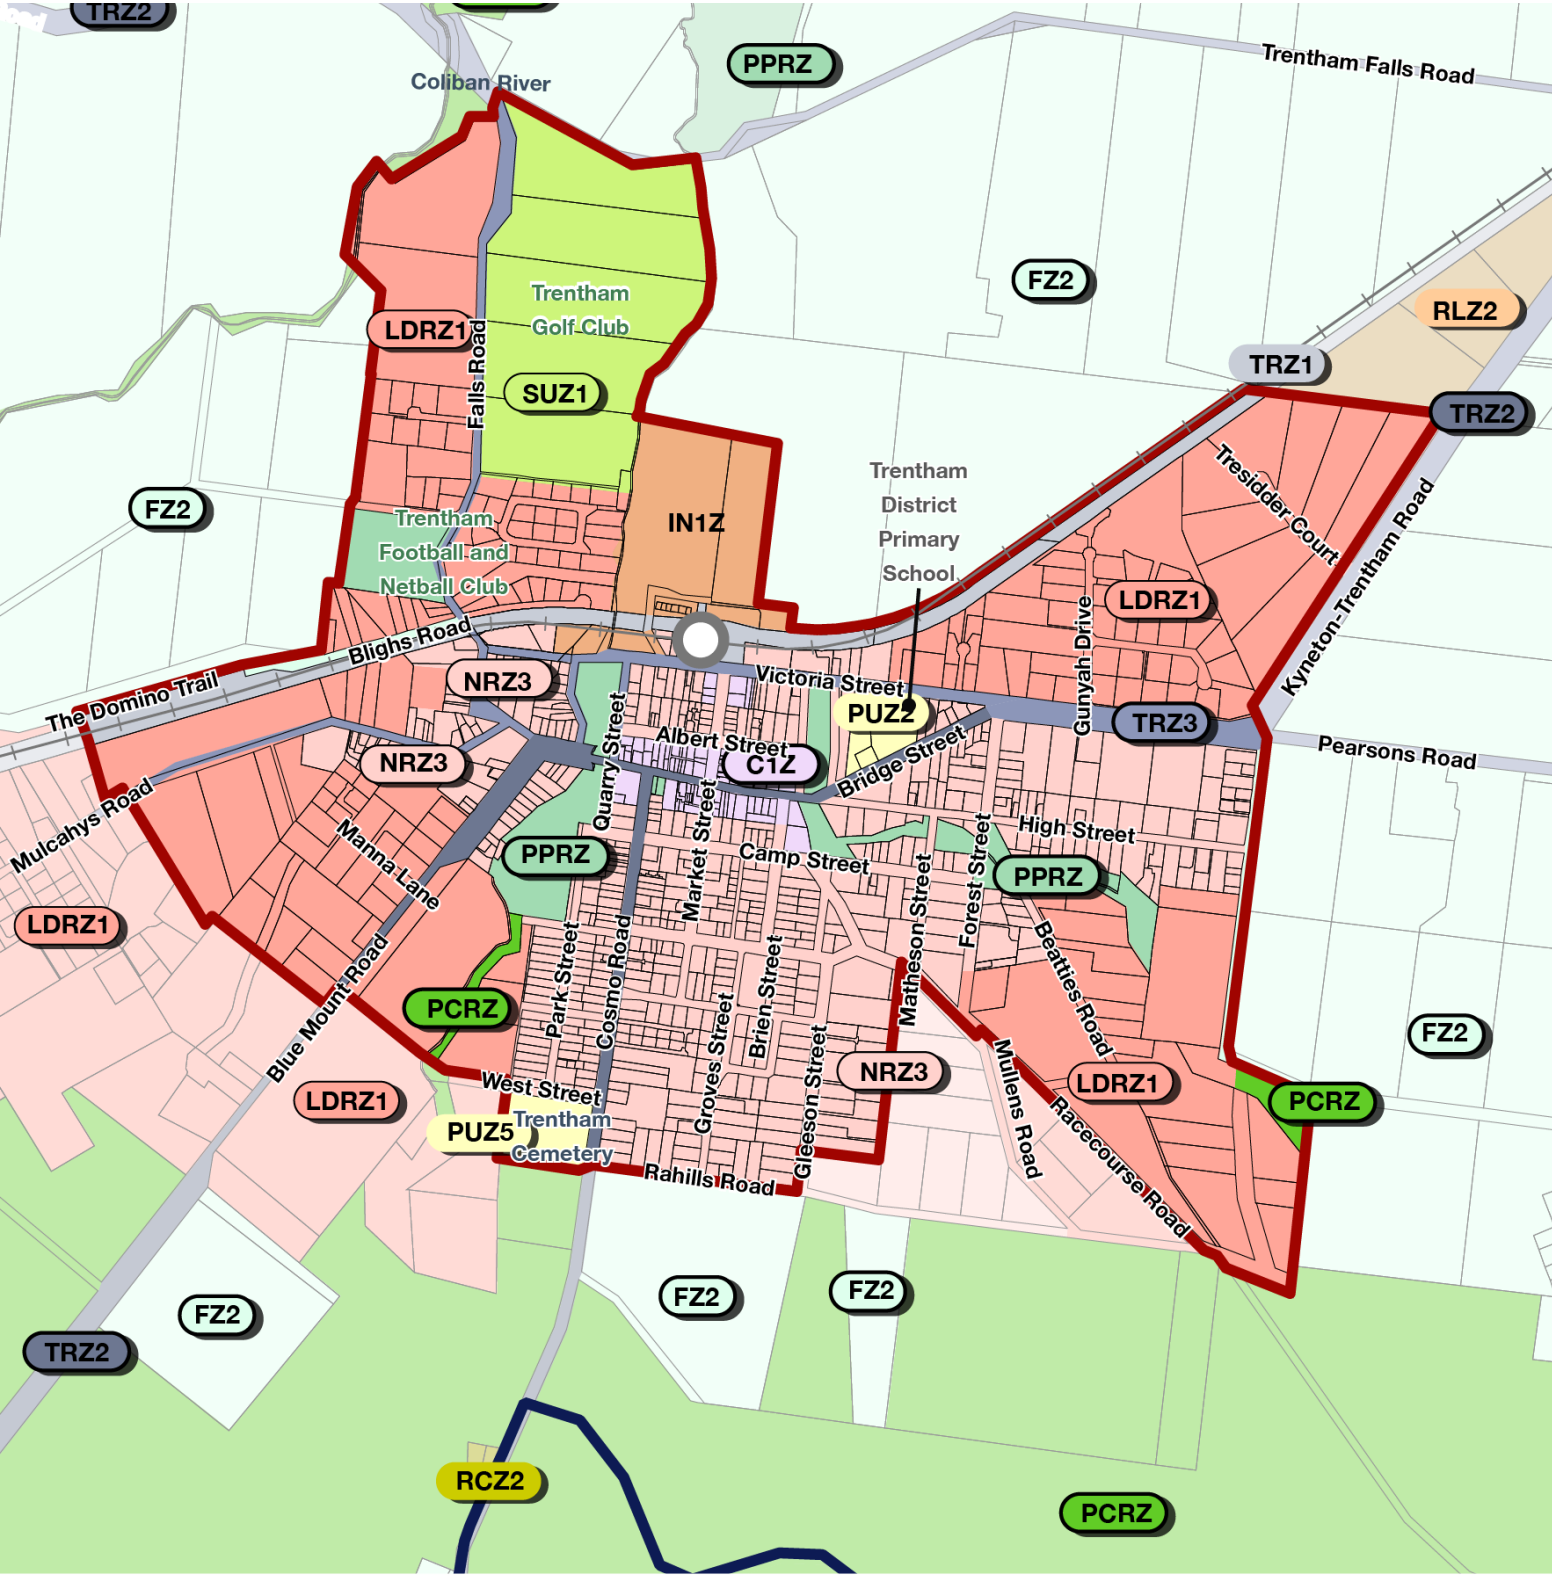 TRZ2
Coliban River
PPRZ
Trentham Falls Road
FZ2
RLZ2
TRZ1
TRZ2
Trentham
Golf Club
LDRZ1
Falls Road
SUZ1
Trentham
District
Primary
School
Tresidder Court
Kyneton-Trentham Road
FZ2
IN1Z
Trentham
Football and
Netball Club
LDRZ1
Gunyah Drive
Blighs Road
The Domino Trail
NRZ3
Victoria Street
PUZ2
TRZ3
Pearsons Road
NRZ3
Quarry Street
Albert Street
C1Z
Bridge Street
Mulcahys Road
Manna Lane
PPRZ
Market Street
Camp Street
High Street
PPRZ
Matheson Street
Forest Street
LDRZ1
Blue Mount Road
PCRZ
Park Street
Cosmo Road
Brien Street
Groves Street
Gleeson Street
Beatties Road
FZ2
NRZ3
Mullens Road
LDRZ1
PCRZ
LDRZ1
West Street
PUZ5
Trentham
Cemetery
Rahills Road
Racecourse Road
FZ2
FZ2
FZ2
TRZ2
RCZ2
PCRZ